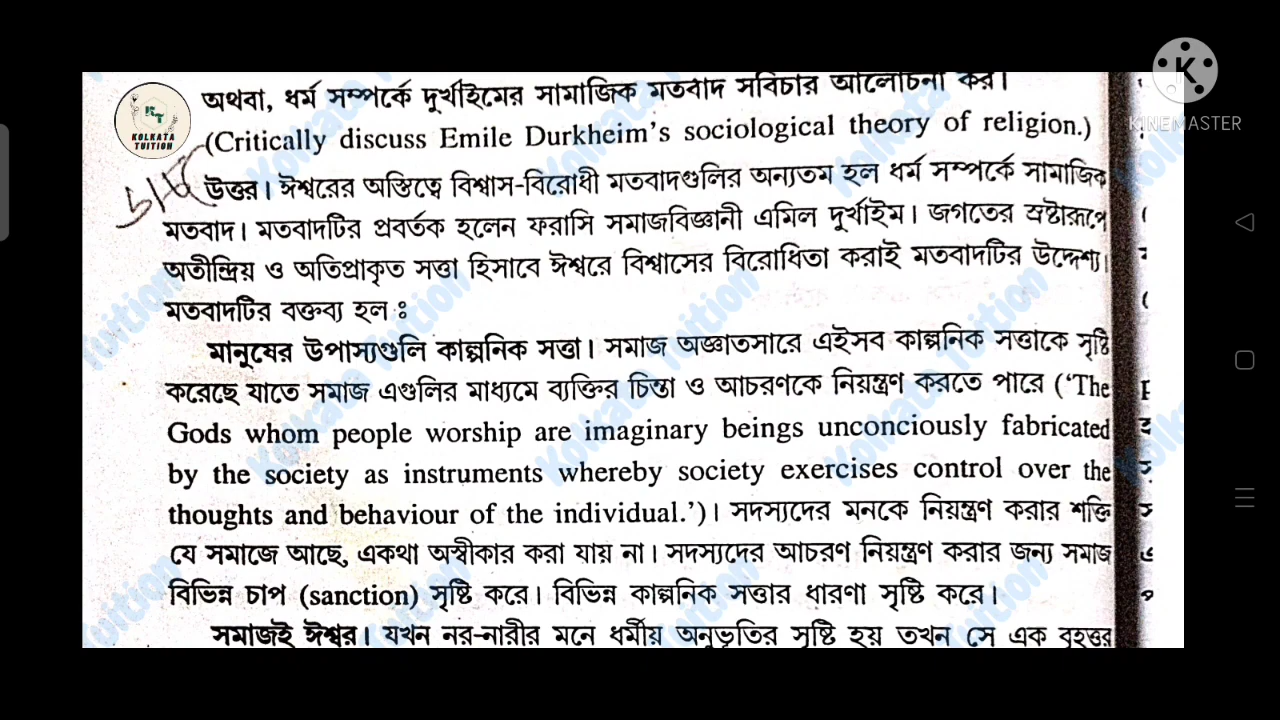 অথবা, ধর্ম সম্পর্কে দুর্খাইমের সামাজিক মতবাদ সবিচার আলোচনা কর।
(Critically discuss Emile Durkheim's sociological theory of religion.)
উত্তর। ঈশ্বরের অস্তিত্বে বিশ্বাস-বিরোধী মতবাদগুলির অন্যতম হল ধর্ম সম্পর্কে সামাজিক
মতবাদ। মতবাদটির প্রবর্তক হলেন ফরাসি সমাজবিজ্ঞানী এমিল দুর্খাইম। জগতের স্রষ্টারূপে
অতীন্দ্রিয় ও অতিপ্রাকৃত সত্তা হিসাবে ঈশ্বরে বিশ্বাসের বিরোধিতা করাই মতবাদটির উদ্দেশ্য।
মতবাদটির বক্তব্য হল ঃ
মানুষের উপাস্যগুলি কাল্পনিক সত্তা। সমাজ অজ্ঞাতসারে এইসব কাল্পনিক সত্তাকে সৃষ্টি
করেছে যাতে সমাজ এগুলির মাধ্যমে ব্যক্তির চিন্তা ও আচরণকে নিয়ন্ত্রণ করতে পারে ('The
Gods whom people worship are imaginary beings unconciously fabricated
by the society as instruments whereby society exercises control over the
thoughts and behaviour of the individual.')। সদস্যদের মনকে নিয়ন্ত্রণ করার শক্তি
যে সমাজে আছে, একথা অস্বীকার করা যায় না। সদস্যদের আচরণ নিয়ন্ত্রণ করার জন্য সমাজ
বিভিন্ন চাপ (sanction) সৃষ্টি করে। বিভিন্ন কাল্পনিক সত্তার ধারণা সৃষ্টি করে।
সমাজই ঈশ্বর। যখন নর-নারীর মনে ধর্মীয় অনুভূতির সৃষ্টি হয় তখন সে এক বৃহত্তর
KT
KOLKATA
TUITION
KINEMASTER
Kolkata Tuition